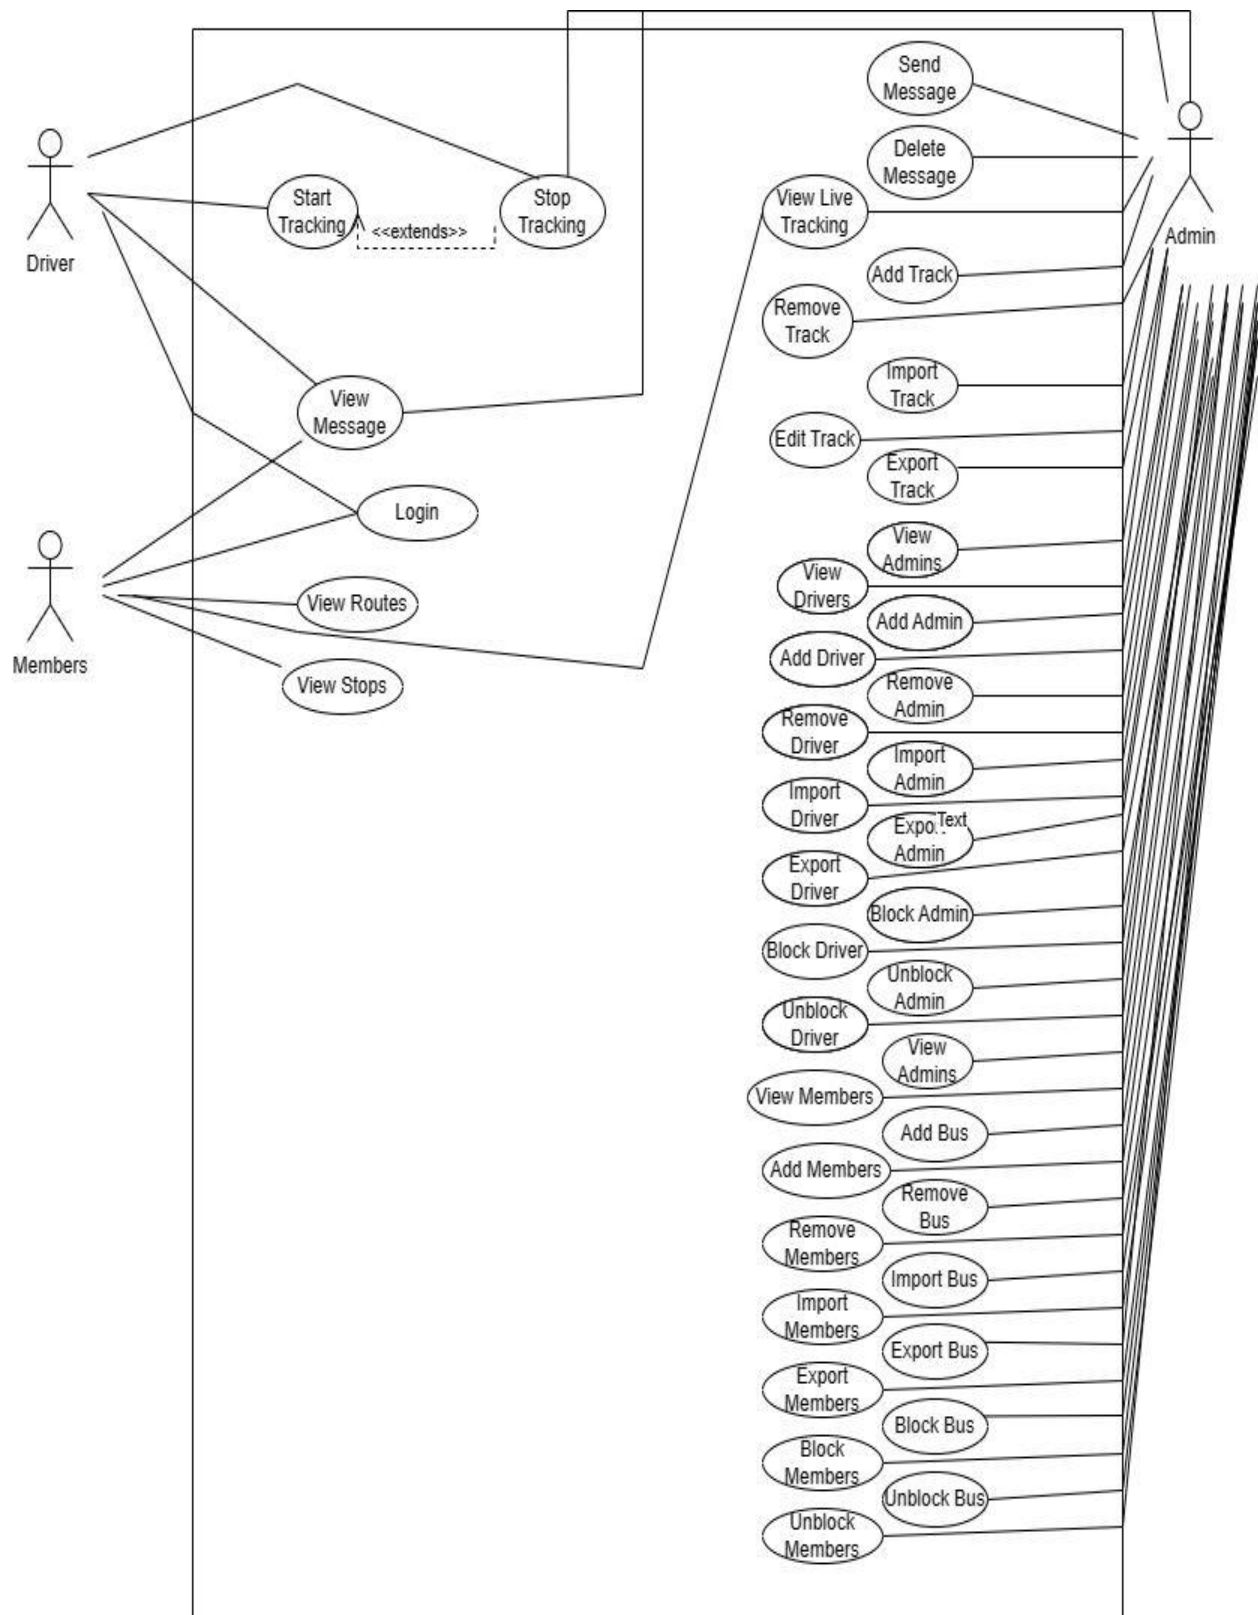 Send
Message
Delete
Message
Driver
Start
Tracking
<<extends>>
Stop
Tracking
View Live
Tracking
Admin
Add Track
Remove
Track
Import
Track
View
Message
Edit Track
Export
Track
Login
View
Admins
Members
View
Drivers
View Routes
Add Admin
Add Driver
View Stops
Remove
Admin
Remove
Driver
Import
Admin
Import
Driver
Text
Export
Admin
Export
Driver
Block Admin
Block Driver
Unblock
Admin
Unblock
Driver
View
Admins
View Members
Add Bus
Add Members
Remove
Bus
Remove
Members
Import Bus
Import
Members
Export Bus
Export
Members
Block Bus
Block
Members
Unblock Bus
Unblock
Members